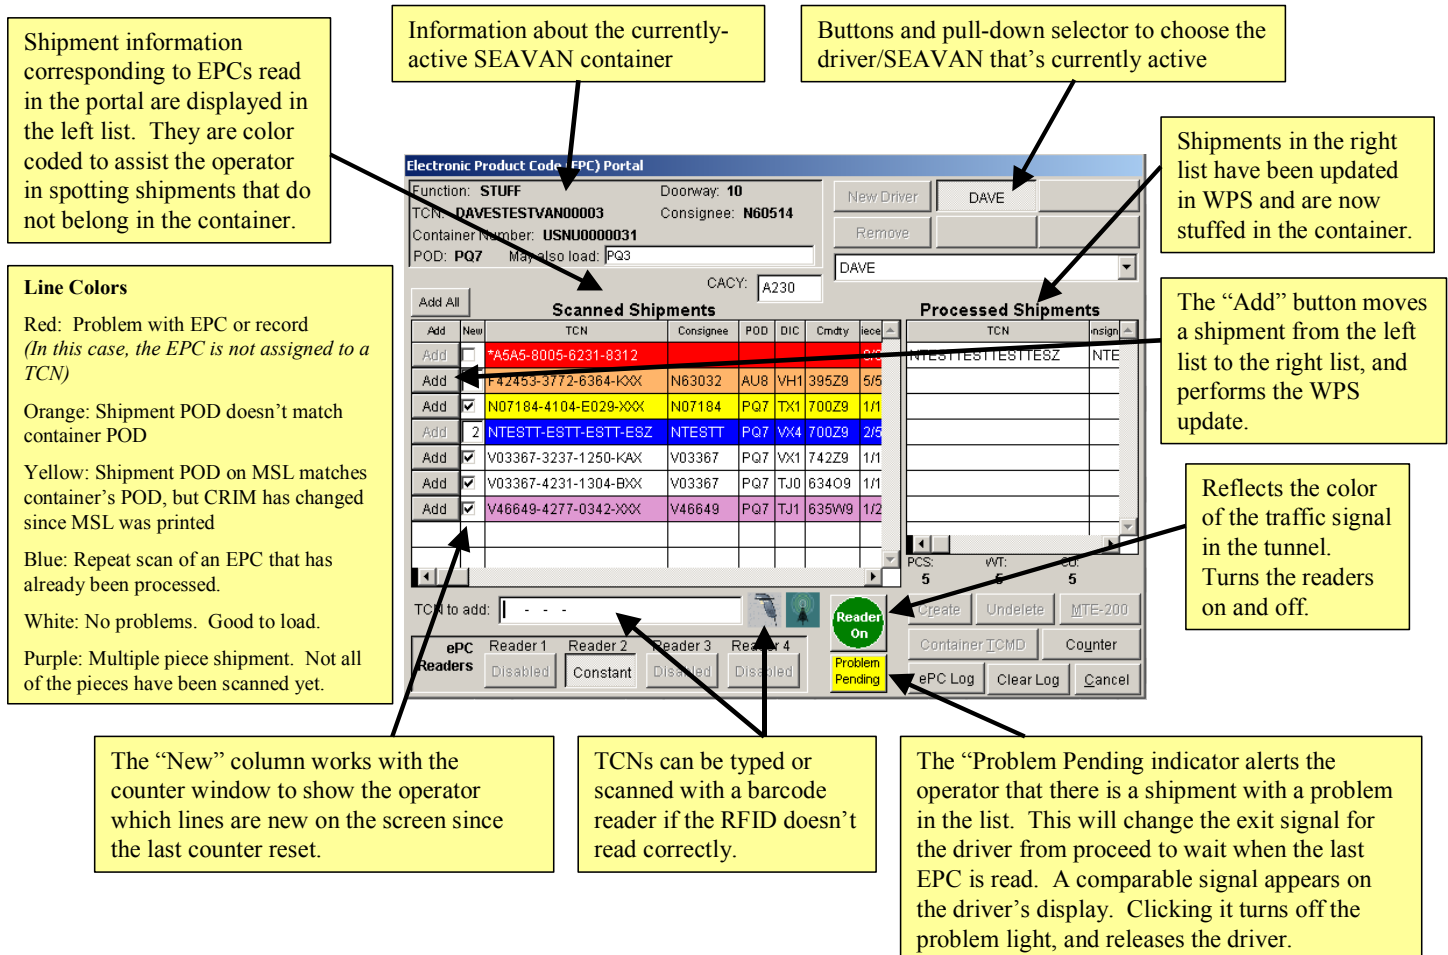 Shipment information
corresponding to EPCs read
in the portal are displayed in
the left list.  They are color
coded to assist the operator
in spotting shipments that do
not belong in the container.
Information about the currently-
active SEAVAN container
Buttons and pull-down selector to choose the
driver/SEAVAN that's currently active
Shipments in the right
list have been updated
in WPS and are now
stuffed in the container.
Line Colors
Red:  Problem with EPC or record
(In this case, the EPC is not assigned to a
TCN)
Orange: Shipment POD doesn't match
container POD
Yellow: Shipment POD on MSL matches
container's POD, but CRIM has changed
since MSL was printed
Blue: Repeat scan of an EPC that has
already been processed.
White: No problems.  Good to load.
Purple: Multiple piece shipment.  Not all
of the pieces have been scanned yet.
The “Add” button moves
a shipment from the left
list to the right list, and
performs the WPS
update.
Reflects the color
of the traffic signal
in the tunnel.
Turns the readers
on and off.
Electronic Product Code (EPC) Portal
Function: STUFF Doorway: 10
TCN: DAVESTESTVAN00003 Consignee: N60514
Container Number: USNU0000031
POD: PQ7 May also load: PQ3
CACY: A230
New Driver DAVE
Remove
DAVE
Add All Scanned Shipments Processed Shipments
Add New TCN Consignee POD DIC Cmdty iece
Add *A5A5-8005-6231-8312
Add F42453-3772-6364-KXX N63032 AU8 VH1 395Z9 5/5
Add N07184-4104-E029-XXX N07184 PQ7 TX1 700Z9 1/1
Add 2 NTESTT-ESTT-ESTT-ESZ NTESTT PQ7 VX4 700Z9 2/5
Add V03367-3237-1250-KAX V03367 PQ7 VX1 742Z9 1/1
Add V03367-4231-1304-BXX V03367 PQ7 TJ0 634O9 1/1
Add V46649-4277-0342-XXX V46649 PQ7 TJ1 635W9 1/2
TCN nsign
NTESTTESTTESTTESZ NTE
PCS: WT: CU:
5 5 5
TCN to add: - - -
ePC Readers
Reader 1 Reader 2 Reader 3 Reader 4
Disabled Constant Disabled Disabled
Reader
On
Problem
Pending
Create Undelete MTE-200
Container TCMD Counter
ePC Log Clear Log Cancel
The “New” column works with the
counter window to show the operator
which lines are new on the screen since
the last counter reset.
TCNs can be typed or
scanned with a barcode
reader if the RFID doesn't
read correctly.
The “Problem Pending indicator alerts the
operator that there is a shipment with a problem
in the list.  This will change the exit signal for
the driver from proceed to wait when the last
EPC is read.  A comparable signal appears on
the driver's display.  Clicking it turns off the
problem light, and releases the driver.